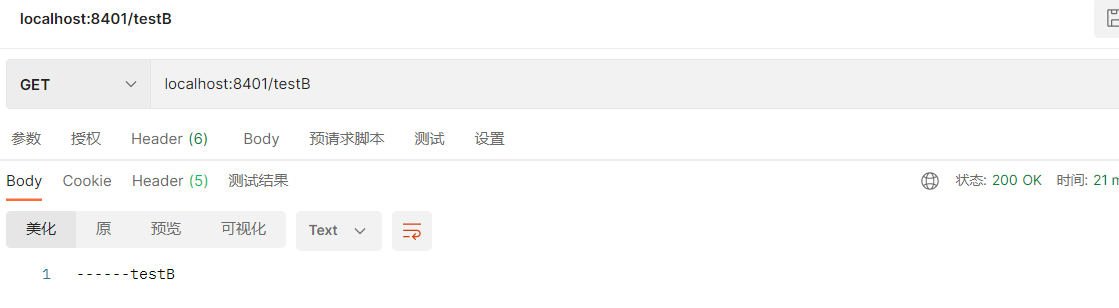 localhost:8401/testB
GET localhost:8401/testB
参数 授权 Header (6) Body 预请求脚本 测试 设置
Body Cookie Header (5) 测试结果 状态: 200 OK 时间: 21 m
美化 原 预览 可视化 Text
1 ------testB